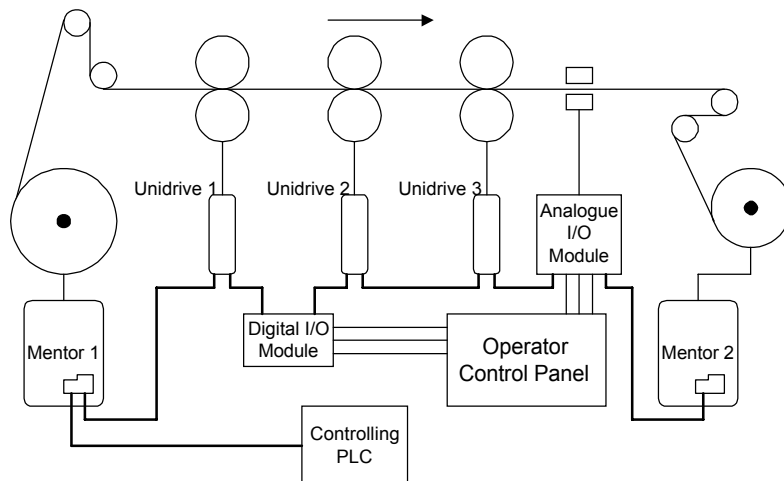 Unidrive 1
Unidrive 2
Unidrive 3
Analogue
I/O
Module
Mentor 1
Digital I/O
Module
Operator
Control Panel
Mentor 2
Controlling
PLC